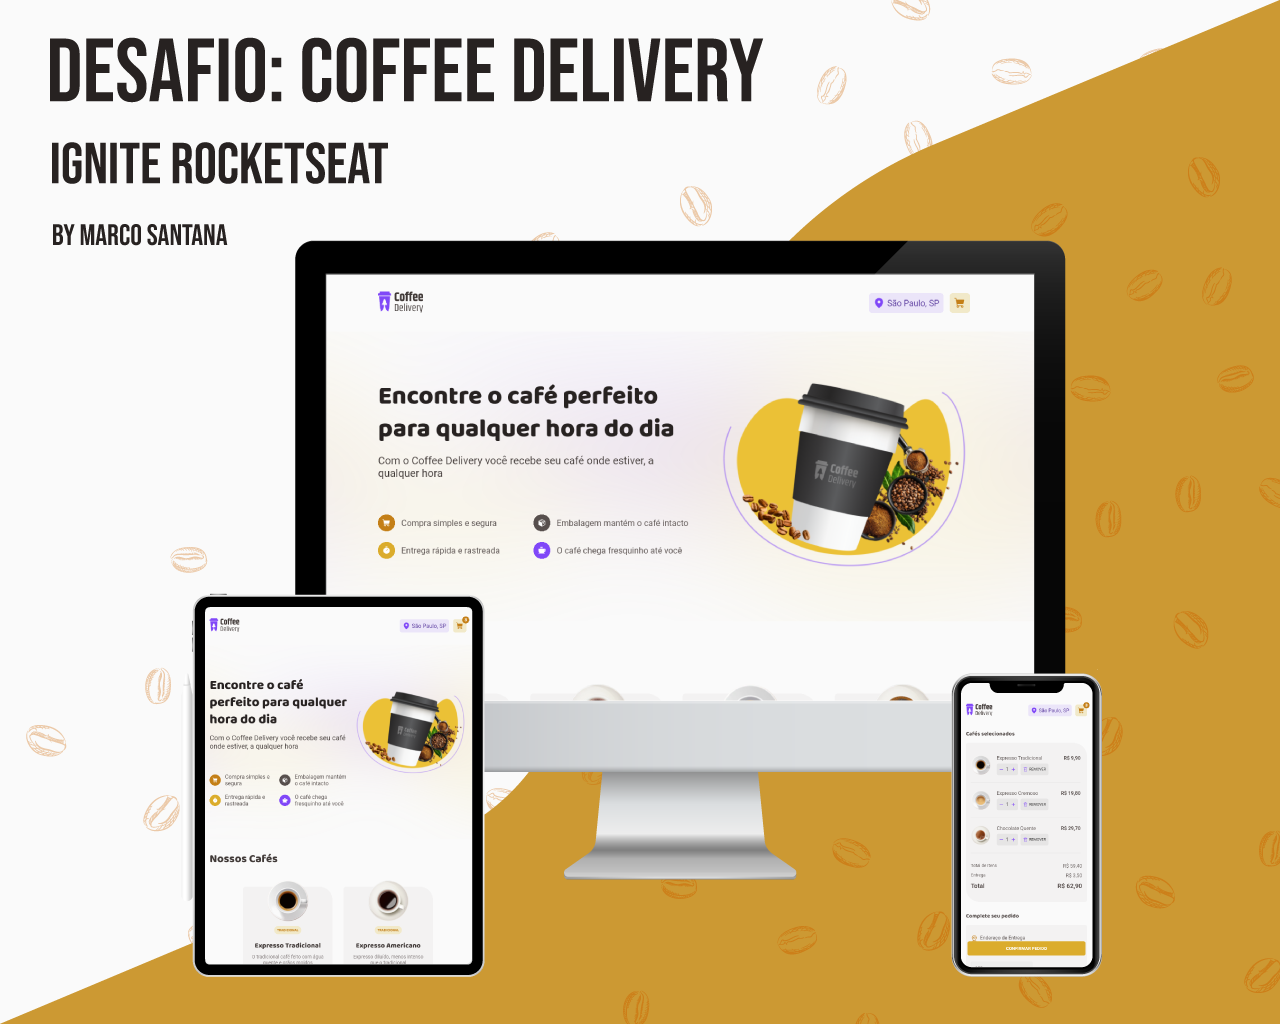 DESAFIO: COFFEE DELIVERY
IGNITE ROCKETSEAT
BY MARCO SANTANA
Coffee
Delivery
São Paulo, SP
Encontre o café perfeito
para qualquer hora do dia
Com o Coffee Delivery você recebe seu café onde estiver, a
qualquer hora
Compra simples e segura
Embalagem mantém o café intacto
Entrega rápida e rastreada
O café chega fresquinho até você
Coffee
Delivery
Coffee
Delivery
São Paulo, SP
Encontre o café
perfeito para qualquer
hora do dia
Com o Coffee Delivery você recebe seu café
onde estiver, a qualquer hora
Compra simples e
segura
Embalagem mantém
o café intacto
Entrega rápida e
rastreada
O café chega
fresquinho até você
Coffee
Delivery
Nossos Cafés
TRADICIONAL
TRADICIONAL
Expresso Tradicional
Expresso Americano
O tradicional café feito com água
Expresso diluído, menos intenso
Coffee
Delivery
São Paulo, SP
Cafés selecionados
Expresso Tradicional
R$ 9,90
− 1 +
REMOVER
Expresso Cremoso
R$ 19,80
− 1 +
REMOVER
Chocolate Quente
R$ 29,70
− 1 +
REMOVER
Total de itens
R$ 59,40
Entrega
R$ 3,50
Total
R$ 62,90
Complete seu pedido
Endereço de Entrega
CONFIRMAR PEDIDO